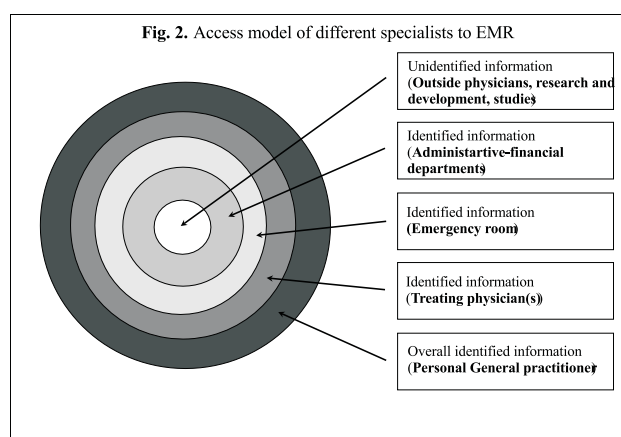 Fig. 2. Access model of different specialists to EMR
Unidentified information
(Outside physicians, research and
development, studies)
Identified information
(Administartive-financial
departments)
Identified information
(Emergency room)
Identified information
(Treating physician(s))
Overall identified information
(Personal General practitioner)